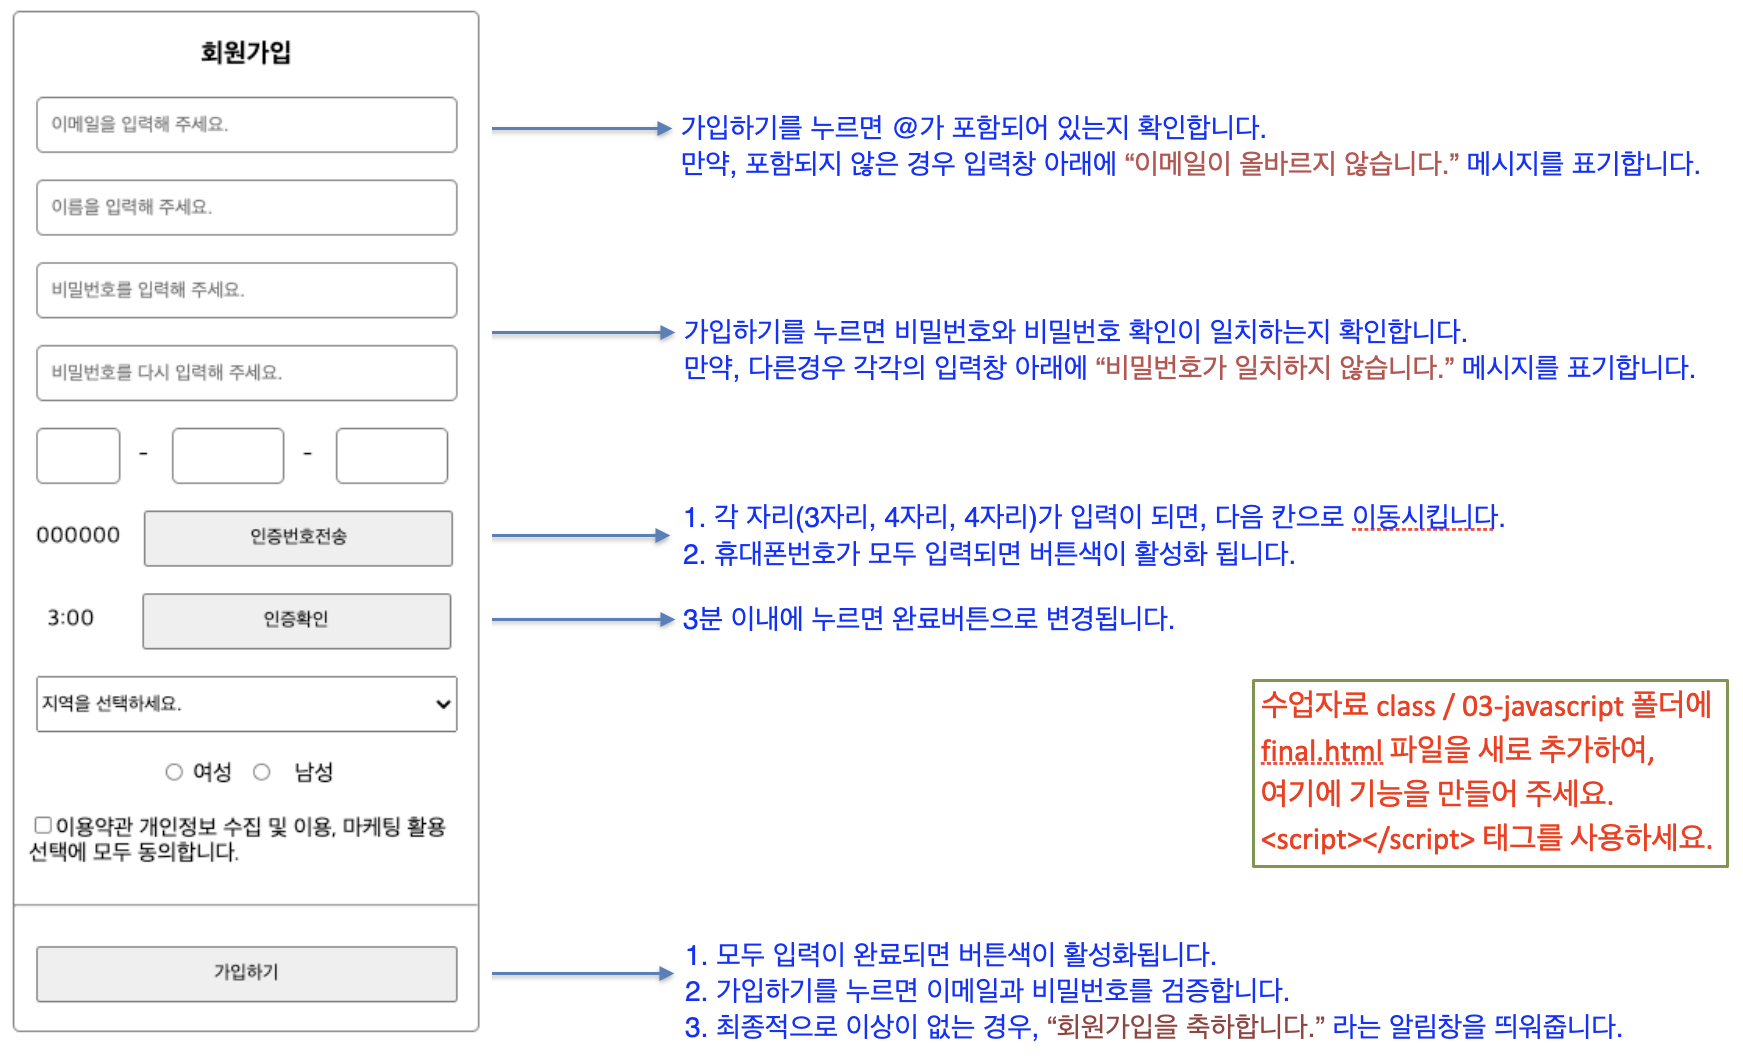 회원가입
이메일을 입력해 주세요.
가입하기를 누르면 @가 포함되어 있는지 확인합니다.
만약, 포함되지 않은 경우 입력창 아래에 “이메일이 올바르지 않습니다.” 메시지를 표기합니다.
이름을 입력해 주세요.
비밀번호를 입력해 주세요.
가입하기를 누르면 비밀번호와 비밀번호 확인이 일치하는지 확인합니다.
만약, 다른경우 각각의 입력창 아래에 “비밀번호가 일치하지 않습니다.” 메시지를 표기합니다.
비밀번호를 다시 입력해 주세요.
- -
1. 각 자리(3자리, 4자리, 4자리)가 입력이 되면, 다음 칸으로 이동시킵니다.
2. 휴대폰번호가 모두 입력되면 버튼색이 활성화 됩니다.
000000 인증번호전송
3:00 인증확인
3분 이내에 누르면 완료버튼으로 변경됩니다.
지역을 선택하세요.
여성 남성
이용약관 개인정보 수집 및 이용, 마케팅 활용
선택에 모두 동의합니다.
수업자료 class / 03-javascript 폴더에
final.html 파일을 새로 추가하여,
여기에 기능을 만들어 주세요.
<script></script> 태그를 사용하세요.
가입하기
1. 모두 입력이 완료되면 버튼색이 활성화됩니다.
2. 가입하기를 누르면 이메일과 비밀번호를 검증합니다.
3. 최종적으로 이상이 없는 경우, “회원가입을 축하합니다.” 라는 알림창을 띄워줍니다.